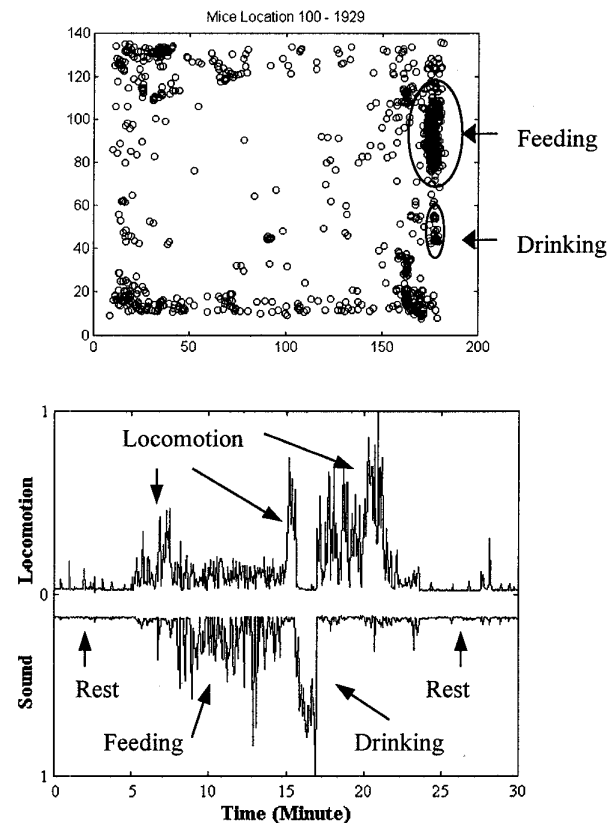 Mice Location 100 - 1929
140
120
100
80
60
40
20
0
0 50 100 150 200
Feeding
Drinking
1
Locomotion
Locomotion
0
Sound
Rest
Rest
Feeding
Drinking
1
0 5 10 15 20 25 30
Time (Minute)